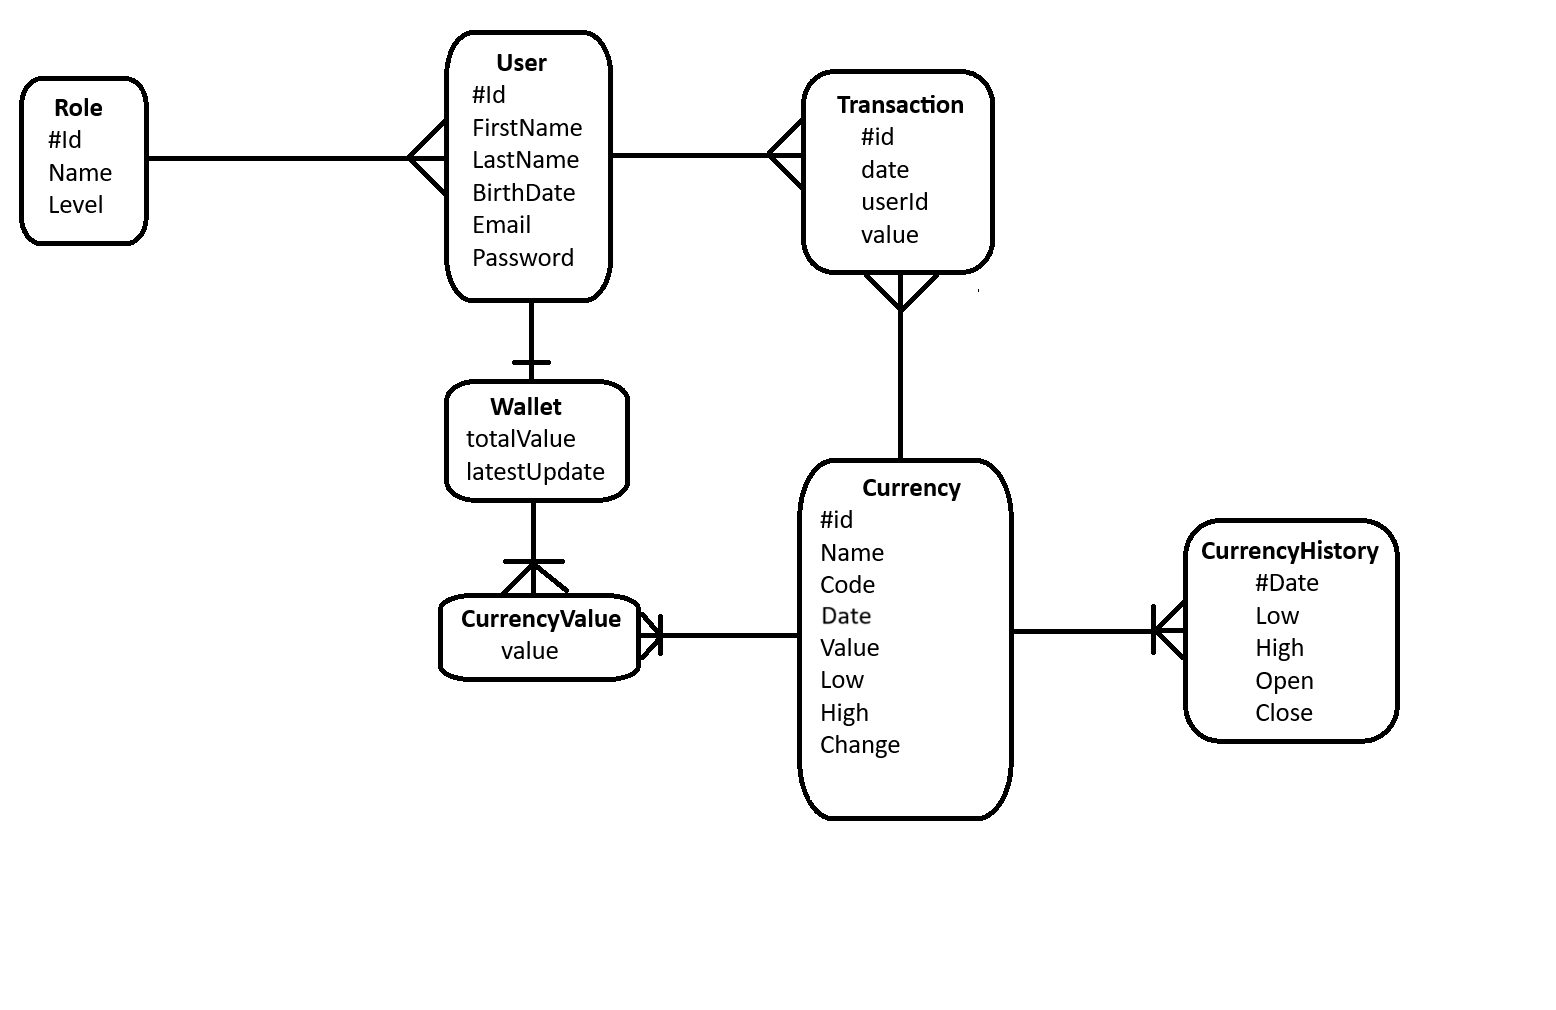 Role
#Id
Name
Level
User
#Id
FirstName
LastName
BirthDate
Email
Password
Transaction
#id
date
userId
value
Wallet
totalValue
latestUpdate
CurrencyValue
value
Currency
#id
Name
Code
Date
Value
Low
High
Change
CurrencyHistory
#Date
Low
High
Open
Close